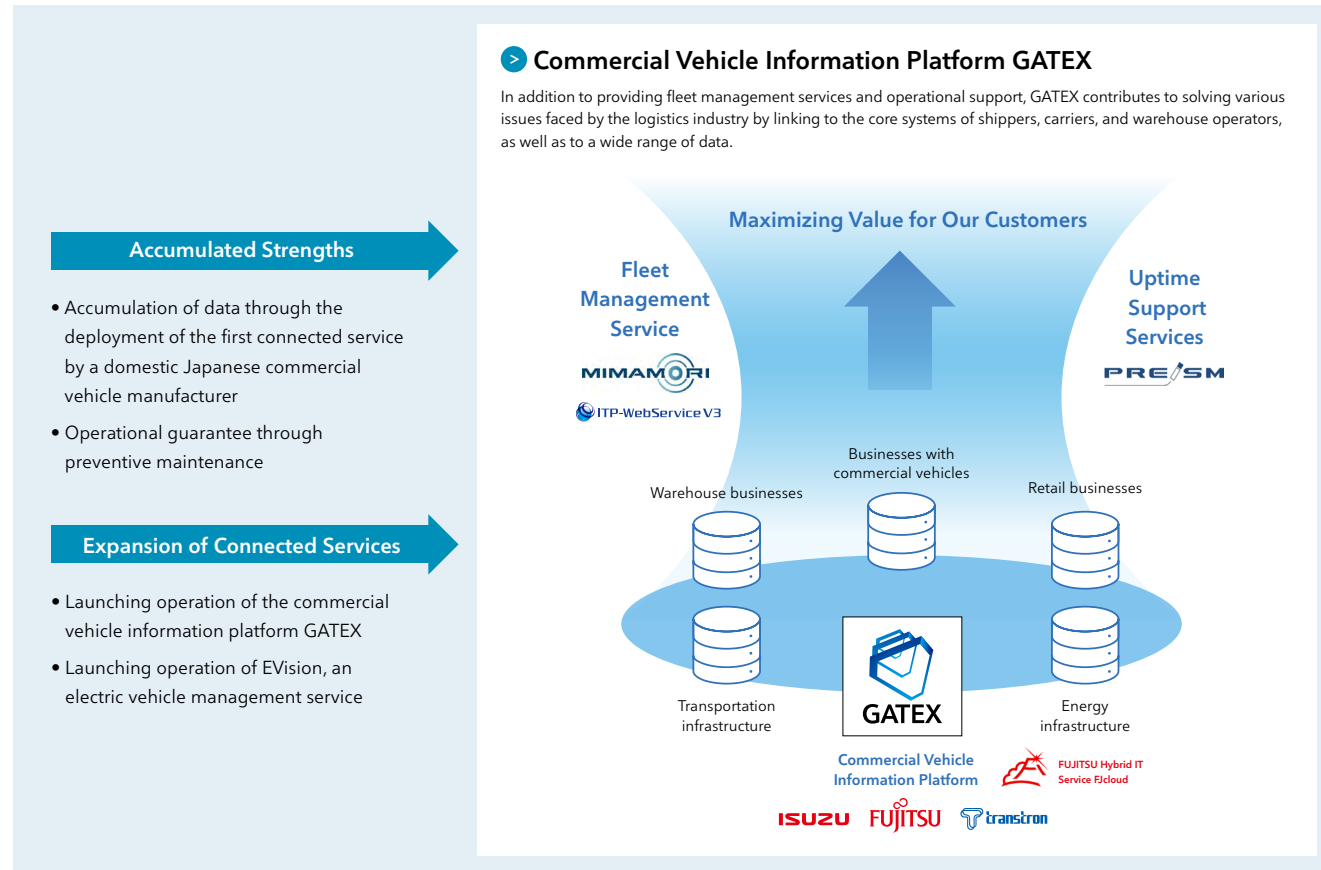 Accumulated Strengths
• Accumulation of data through the
deployment of the first connected service
by a domestic Japanese commercial
vehicle manufacturer
• Operational guarantee through
preventive maintenance
Expansion of Connected Services
• Launching operation of the commercial
vehicle information platform GATEX
• Launching operation of EVision, an
electric vehicle management service
> Commercial Vehicle Information Platform GATEX
In addition to providing fleet management services and operational support, GATEX contributes to solving various
issues faced by the logistics industry by linking to the core systems of shippers, carriers, and warehouse operators,
as well as to a wide range of data.
Maximizing Value for Our Customers
Fleet
Management
Service
MIMAMORI
ITP-WebService V3
Uptime
Support
Services
PREISM
Businesses with
commercial vehicles
Warehouse businesses
Retail businesses
Transportation
infrastructure
GATEX
Energy
infrastructure
Commercial Vehicle
Information Platform
FUJITSU Hybrid IT
Service FJcloud
ISUZU
FUJITSU
transtron